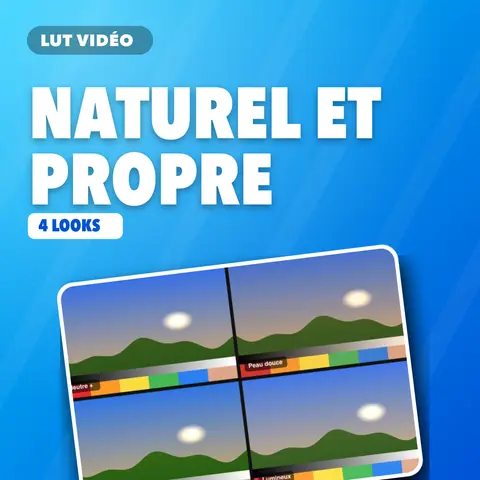 LUT VIDÉO
NATUREL ET
PROPRE
4 LOOKS
Peau douce
Lumineux